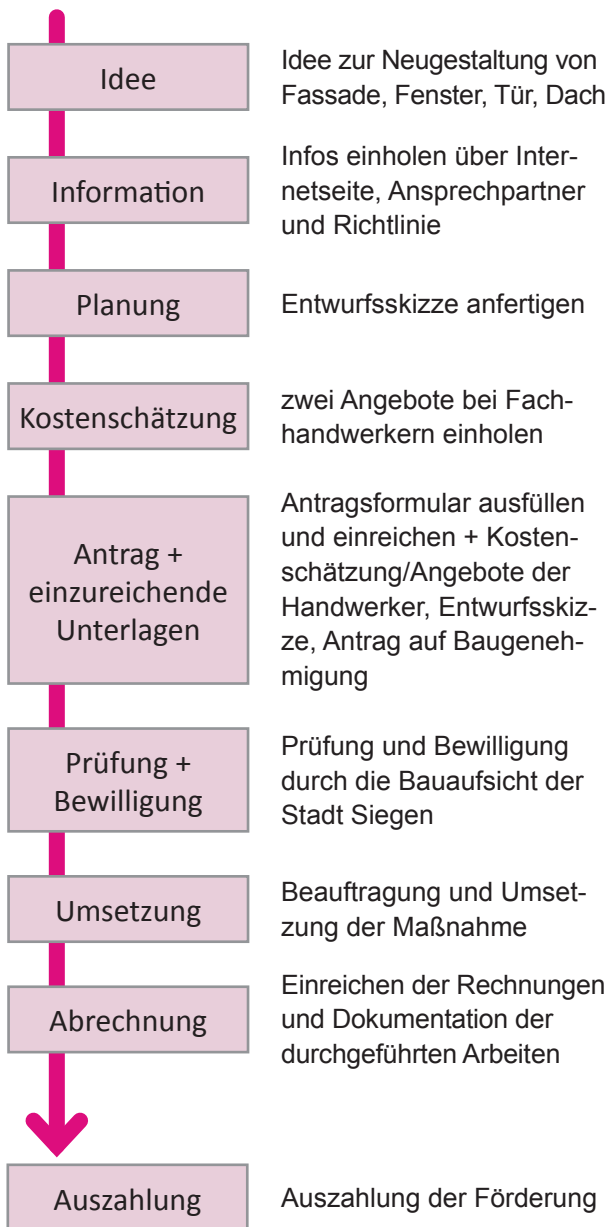 Idee
Idee zur Neugestaltung von
Fassade, Fenster, Tür, Dach
Information
Infos einholen über Inter-
netseite, Ansprechpartner
und Richtlinie
Planung
Entwurfsskizze anfertigen
Kostenschätzung
zwei Angebote bei Fach-
handwerkern einholen
Antrag +
einzureichende
Unterlagen
Antragsformular ausfüllen
und einreichen + Kosten-
schätzung/Angebote der
Handwerker, Entwurfsskiz-
ze, Antrag auf Baugeneh-
migung
Prüfung +
Bewilligung
Prüfung und Bewilligung
durch die Bauaufsicht der
Stadt Siegen
Umsetzung
Beauftragung und Umset-
zung der Maßnahme
Abrechnung
Einreichen der Rechnungen
und Dokumentation der
durchgeführten Arbeiten
Auszahlung
Auszahlung der Förderung